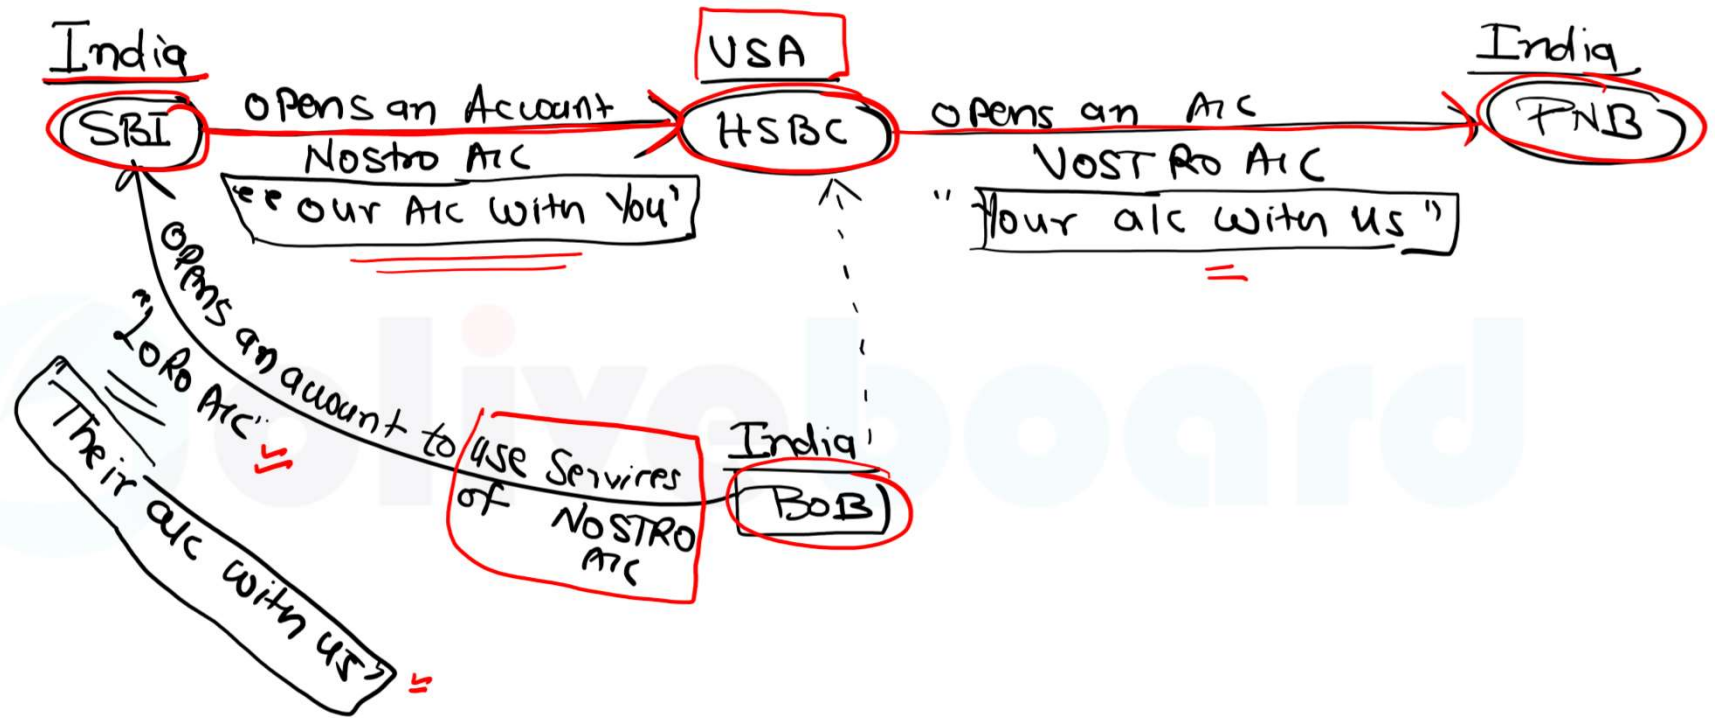 India
USA
India
SBI
opens an Account
HSBC
opens an A/C
PNB
Nostro A/C
VOSTRO A/C
"our A/C with You"
"Your a/c with us"
opens an account to use services
of NOSTRO
A/C
"LORO A/C"
India
BOB
"Their a/c with us"
oliveboard